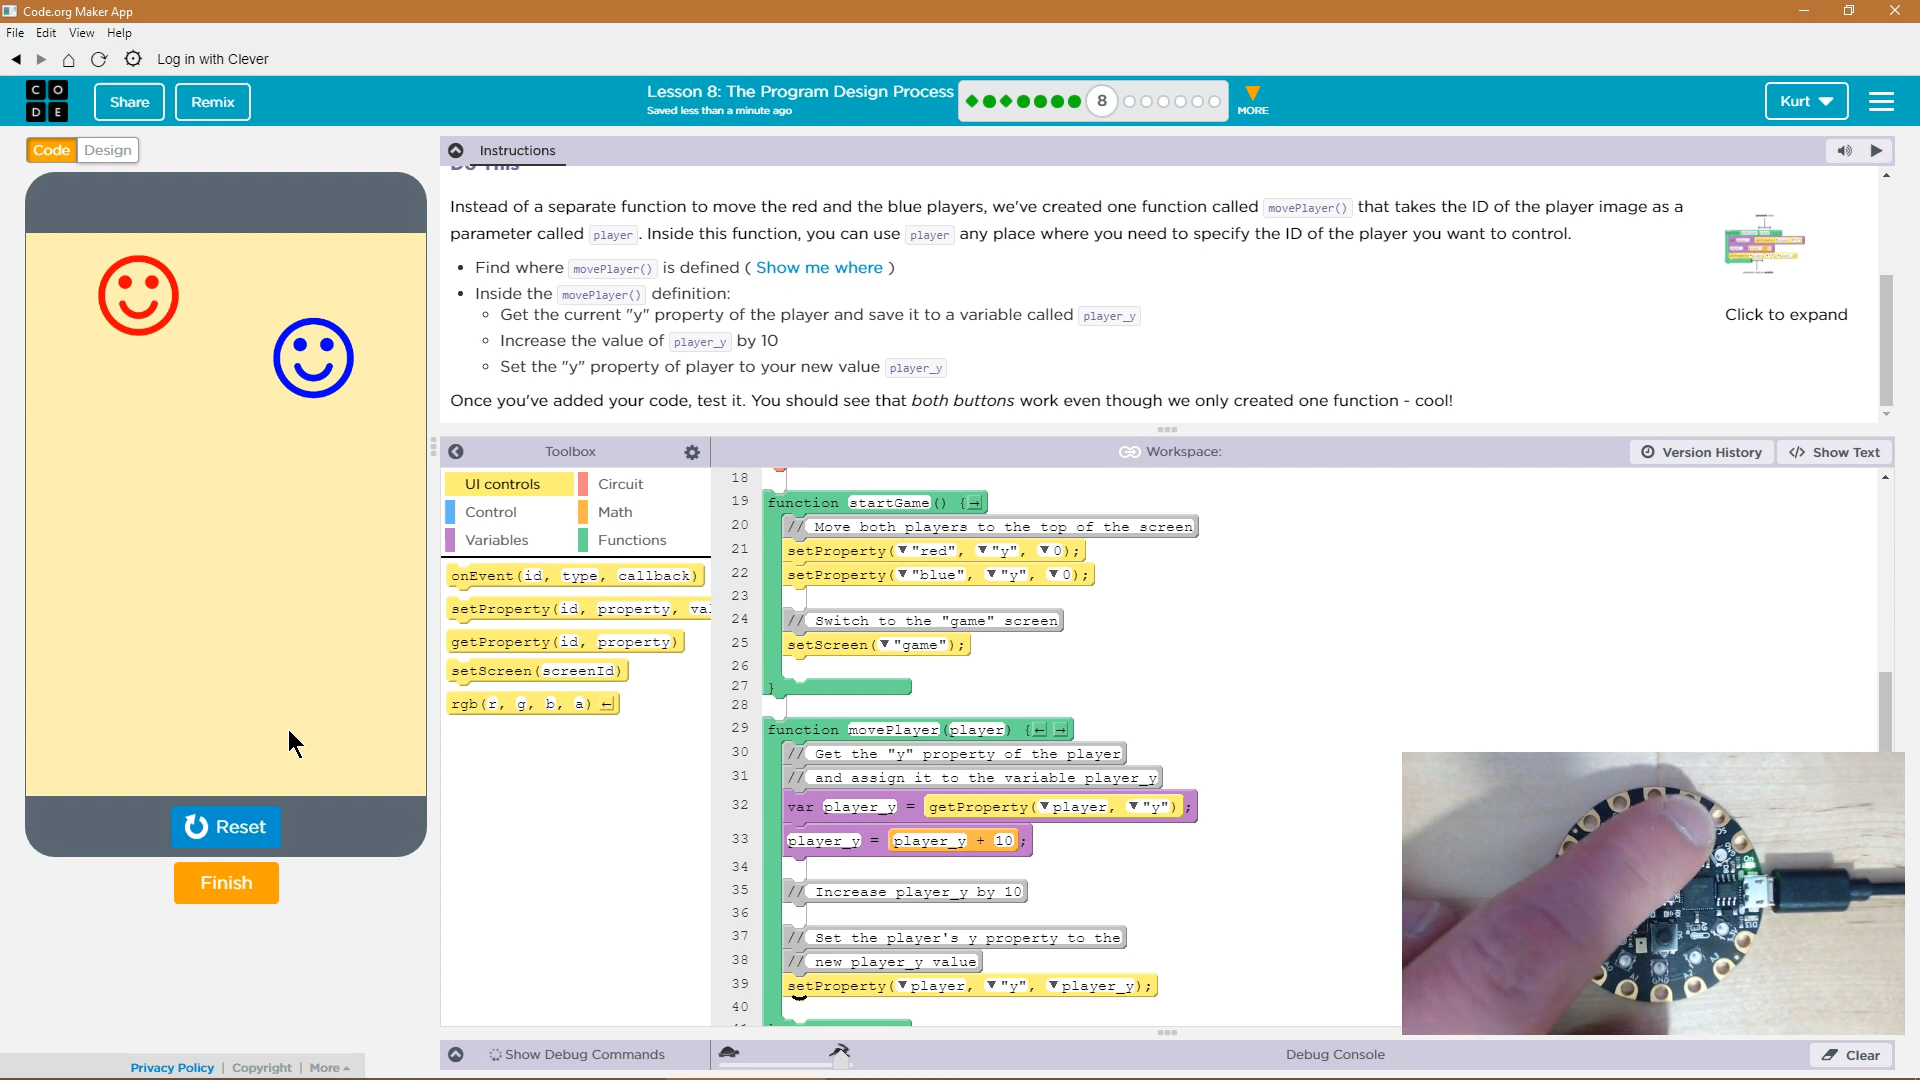 Code.org Maker App
File Edit View Help
Log in with Clever
CODE
Share
Remix
Lesson 8: The Program Design Process
Saved less than a minute ago
8
MORE
Kurt
Code Design
Instructions
Do This
Instead of a separate function to move the red and the blue players, we've created one function called movePlayer() that takes the ID of the player image as a
parameter called player. Inside this function, you can use player any place where you need to specify the ID of the player you want to control.
Find where movePlayer() is defined ( Show me where )
Inside the movePlayer() definition:
Get the current "y" property of the player and save it to a variable called player_y
Increase the value of player_y by 10
Set the "y" property of player to your new value player_y
Once you've added your code, test it. You should see that both buttons work even though we only created one function - cool!
Click to expand
Toolbox
Workspace:
Version History
</> Show Text
UI controls
Circuit
Control
Math
Variables
Functions
onEvent(id, type, callback)
setProperty(id, property, val
getProperty(id, property)
setScreen(screenId)
rgb(r, g, b, a)
18
19 function startGame() {
20 // Move both players to the top of the screen
21 setProperty("red", "y", 0);
22 setProperty("blue", "y", 0);
23
24 // Switch to the "game" screen
25 setScreen("game");
26
27 }
28
29 function movePlayer(player) {
30 // Get the "y" property of the player
31 // and assign it to the variable player_y
32 var player_y = getProperty(player, "y");
33 player_y = player_y + 10;
34
35 // Increase player_y by 10
36
37 // Set the player's y property to the
38 // new player_y value
39 setProperty(player, "y", player_y);
40
Reset
Finish
Show Debug Commands
Debug Console
Clear
Privacy Policy | Copyright | More